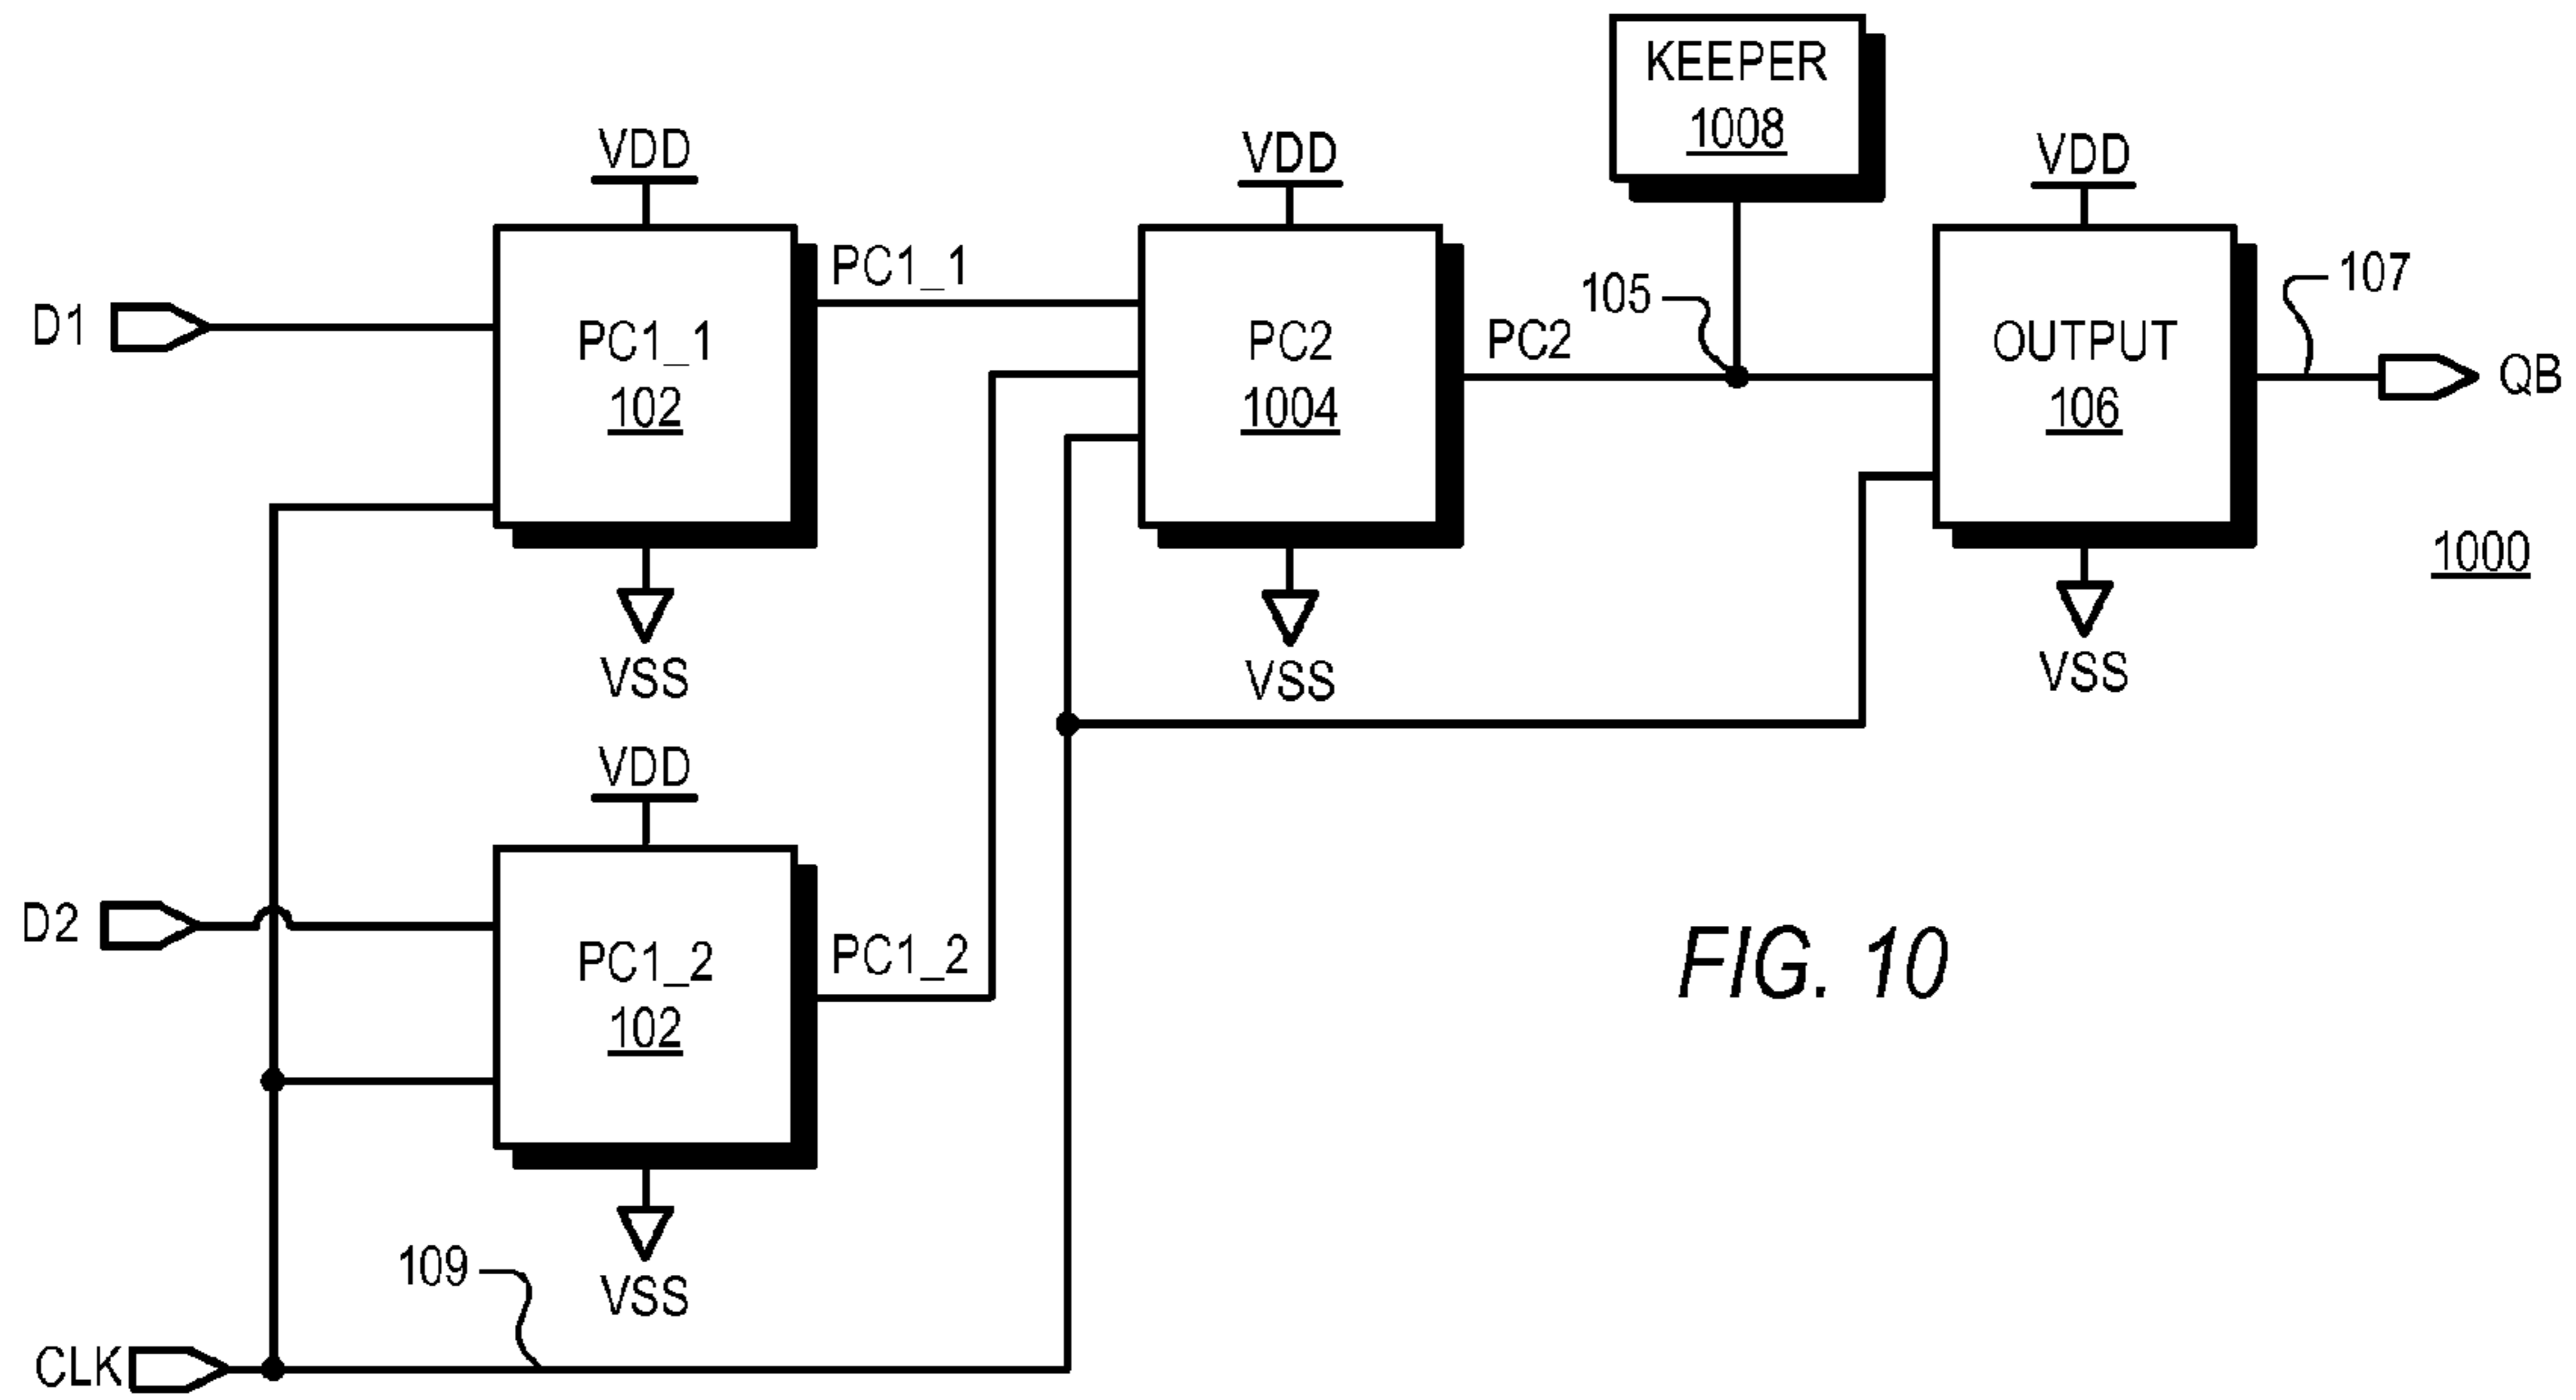 KEEPER
1008
VDD
VDD
VDD
PC1_1
107
105
D1
PC1_1
102
PC2
1004
PC2
OUTPUT
106
QB
1000
VSS
VSS
VSS
VDD
D2
PC1_2
102
PC1_2
FIG. 10
109
VSS
CLK